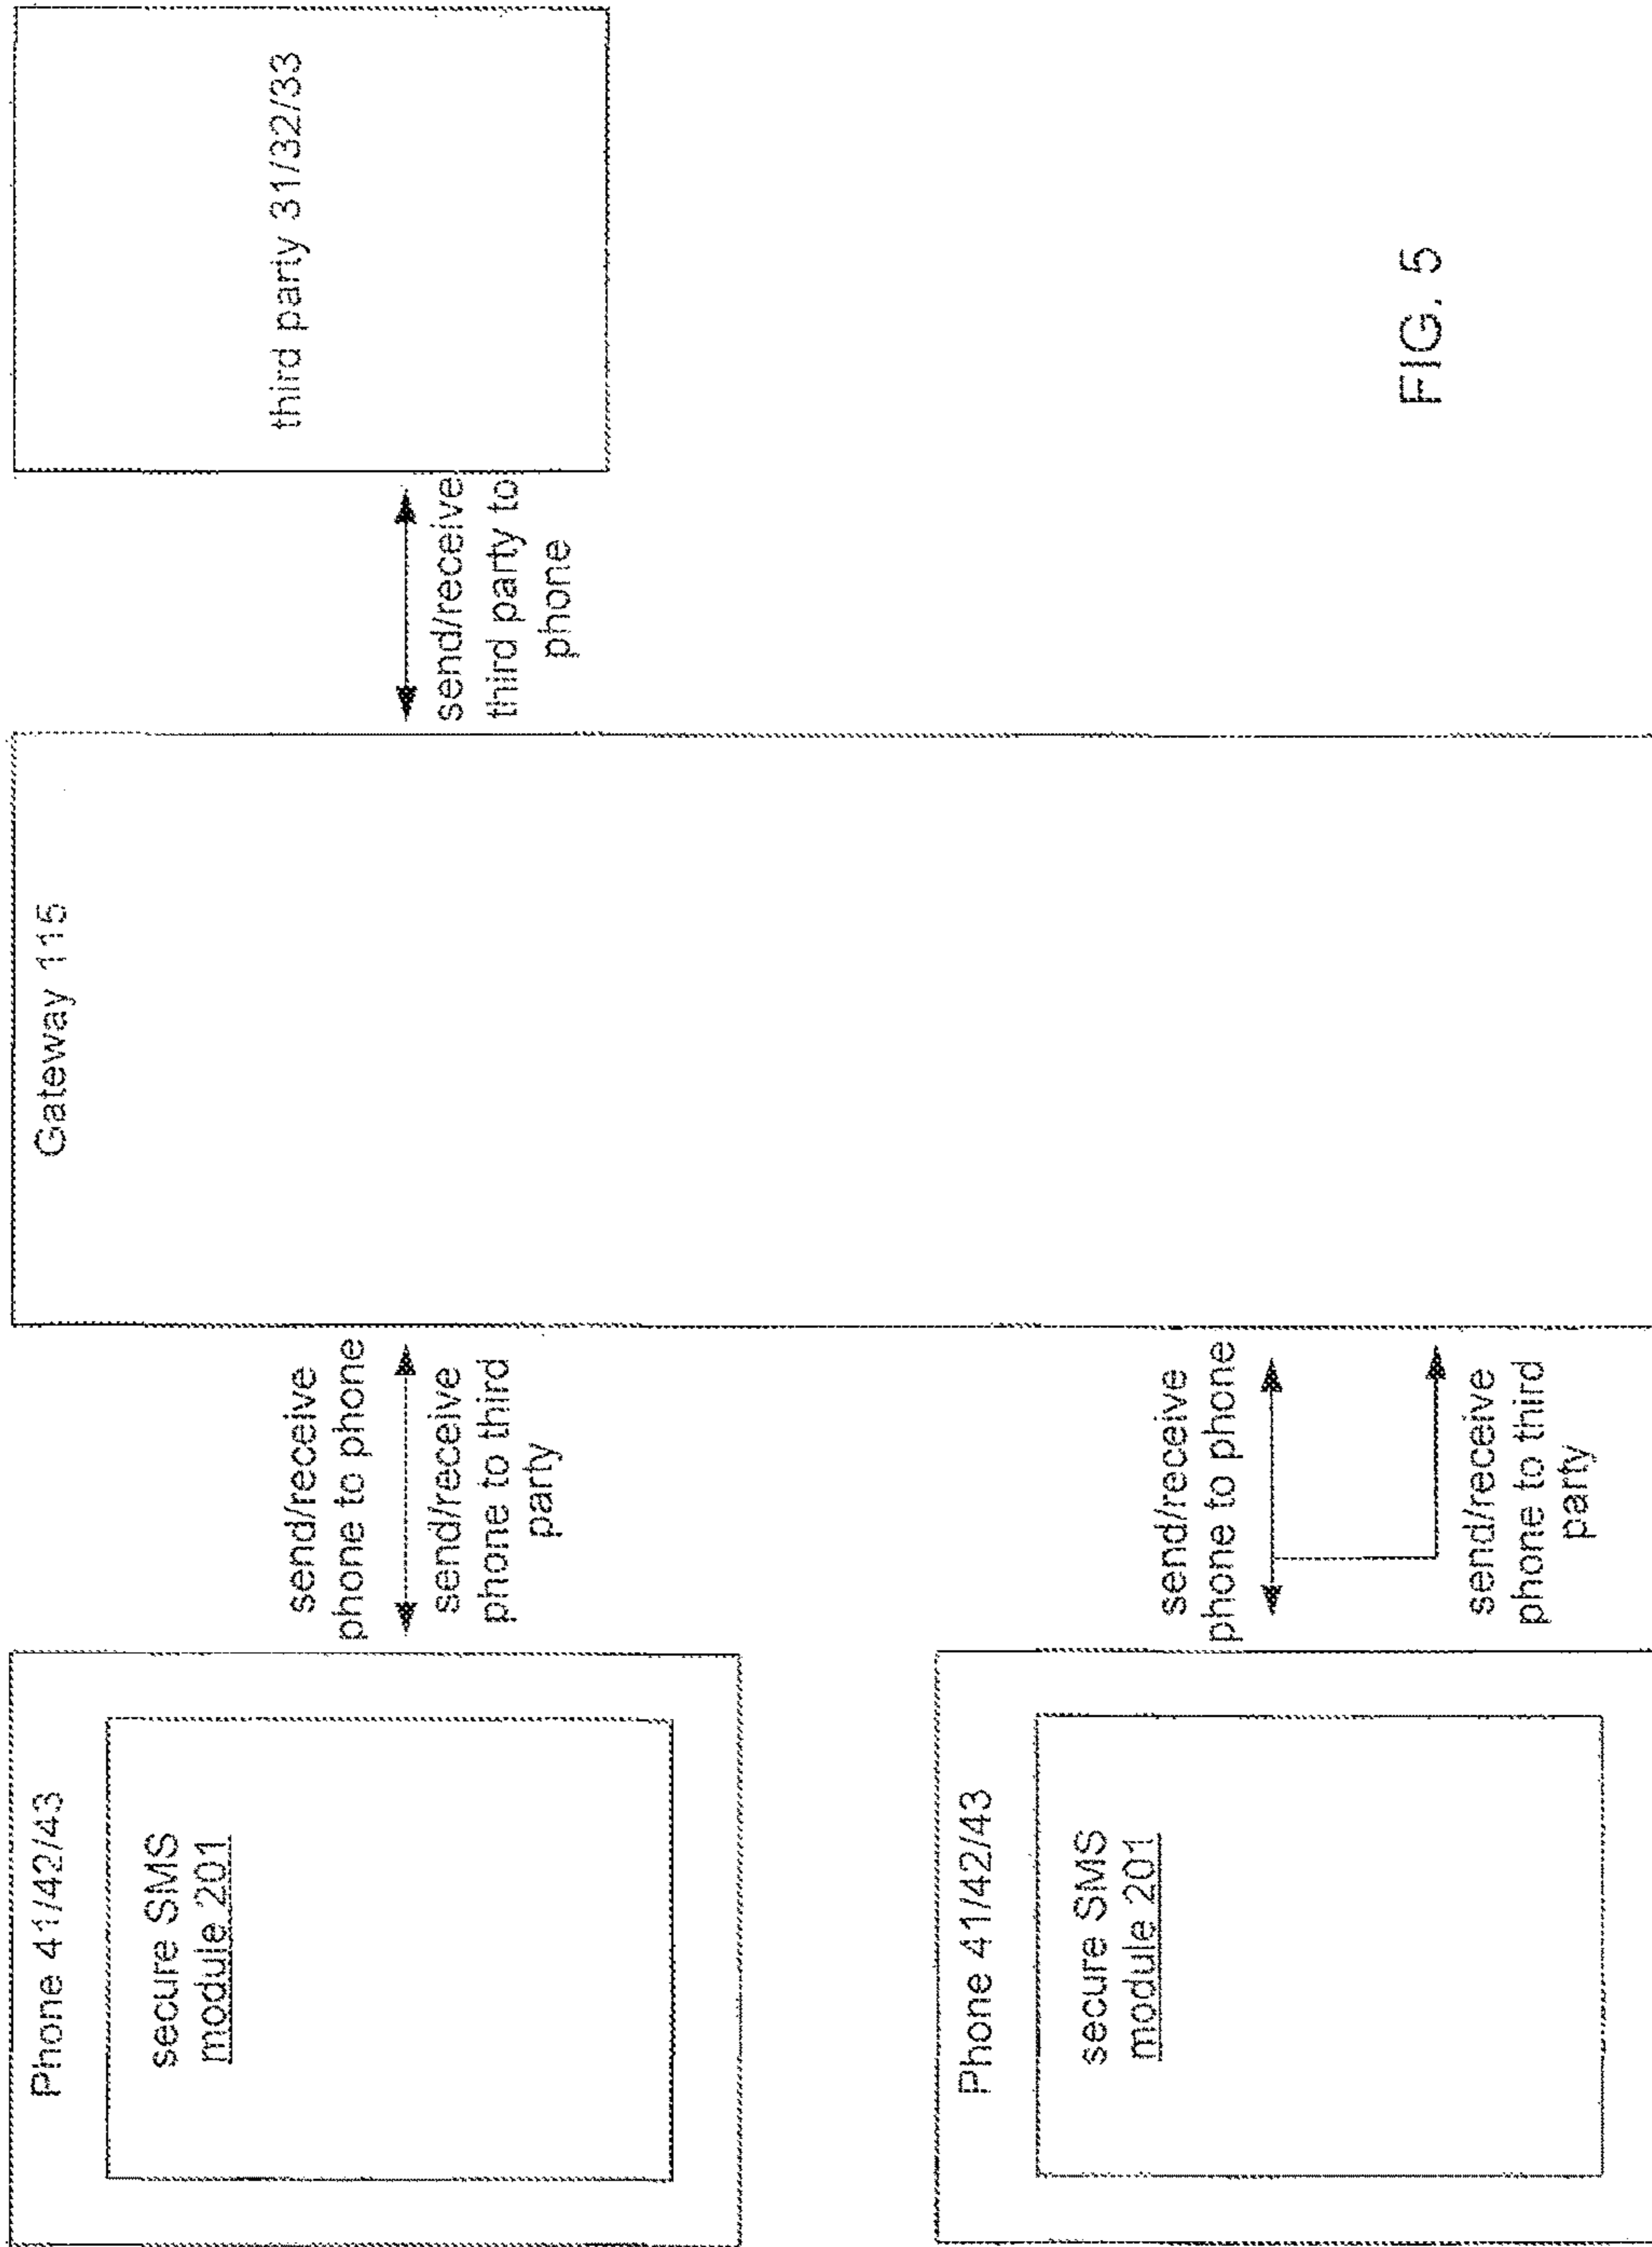 Phone 41/42/43
secure SMS
module 201
send/receive
phone to phone
send/receive
phone to third
party
Gateway 115
send/receive
third party to
phone
third party 31/32/33
Phone 41/42/43
secure SMS
module 201
send/receive
phone to phone
send/receive
phone to third
party
FIG. 5